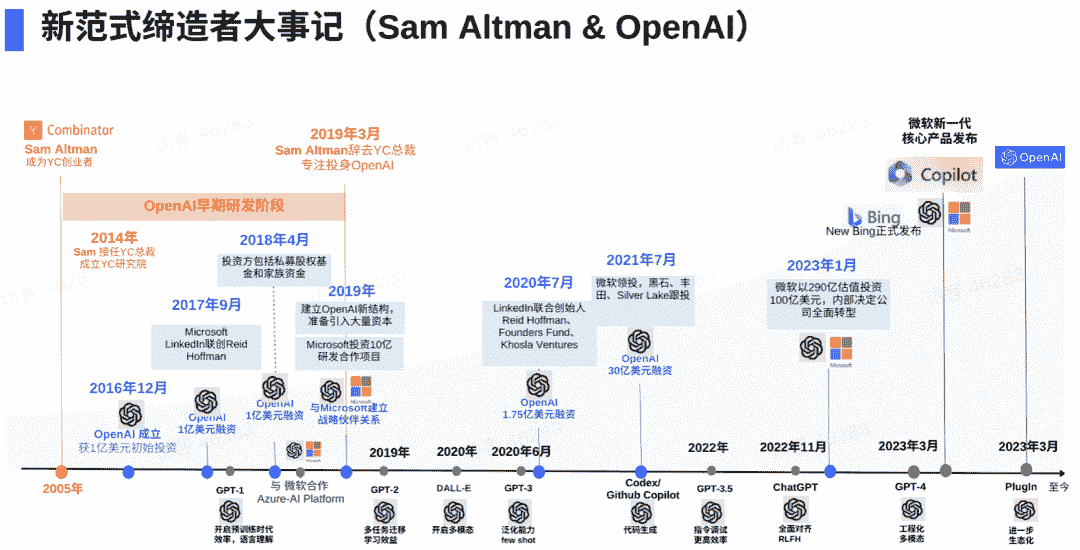 新范式缔造者大事记（Sam Altman & OpenAI）
Y Combinator
Sam Altman
成为YC创业者
2019年3月
Sam Altman辞去YC总裁
专注投身OpenAI
微软新一代
核心产品发布
Copilot
OpenAI
Bing
New Bing正式发布
Microsoft
OpenAI早期研发阶段
2014年
Sam 接任YC总裁
成立YC研究院
2018年4月
投资方包括私募股权基
金和家族资金
2017年9月
Microsoft
LinkedIn联创Reid
Hoffman
2019年
建立OpenAI新结构，
准备引入大量资本
Microsoft投资10亿
研发合作项目
2020年7月
LinkedIn联合创始人
Reid Hoffman、
Founders Fund、
Khosla Ventures
2021年7月
微软领投，黑石、丰
田、Silver Lake跟投
2023年1月
微软以290亿估值投资
100亿美元，内部决定公
司全面转型
Microsoft
2016年12月
OpenAI 成立
获1亿美元初始投资
OpenAI
1亿美元融资
OpenAI
1亿美元融资
Microsoft
与Microsoft建立
战略伙伴关系
OpenAI
1.75亿美元融资
OpenAI
30亿美元融资
2005年
GPT-1
开启预训练时代
效率，语言理解
与 微软合作
Azure-AI Platform
2019年
GPT-2
多任务迁移
学习效益
2020年
DALL-E
开启多模态
2020年6月
GPT-3
泛化能力
few shot
Codex/
Github Copilot
代码生成
2022年
GPT-3.5
指令调试
更高效率
2022年11月
ChatGPT
全面对齐
RLFH
2023年3月
GPT-4
工程化
多模态
2023年3月
PlugIn
进一步
生态化
至今